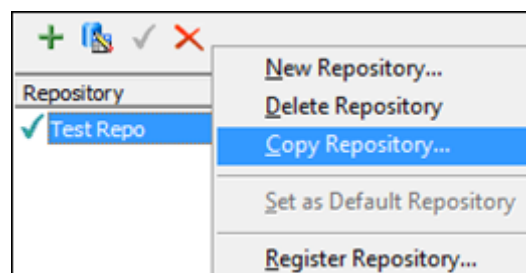 New Repository...
Repository
Delete Repository
Test Repo
Copy Repository...
Set as Default Repository
Register Repository...